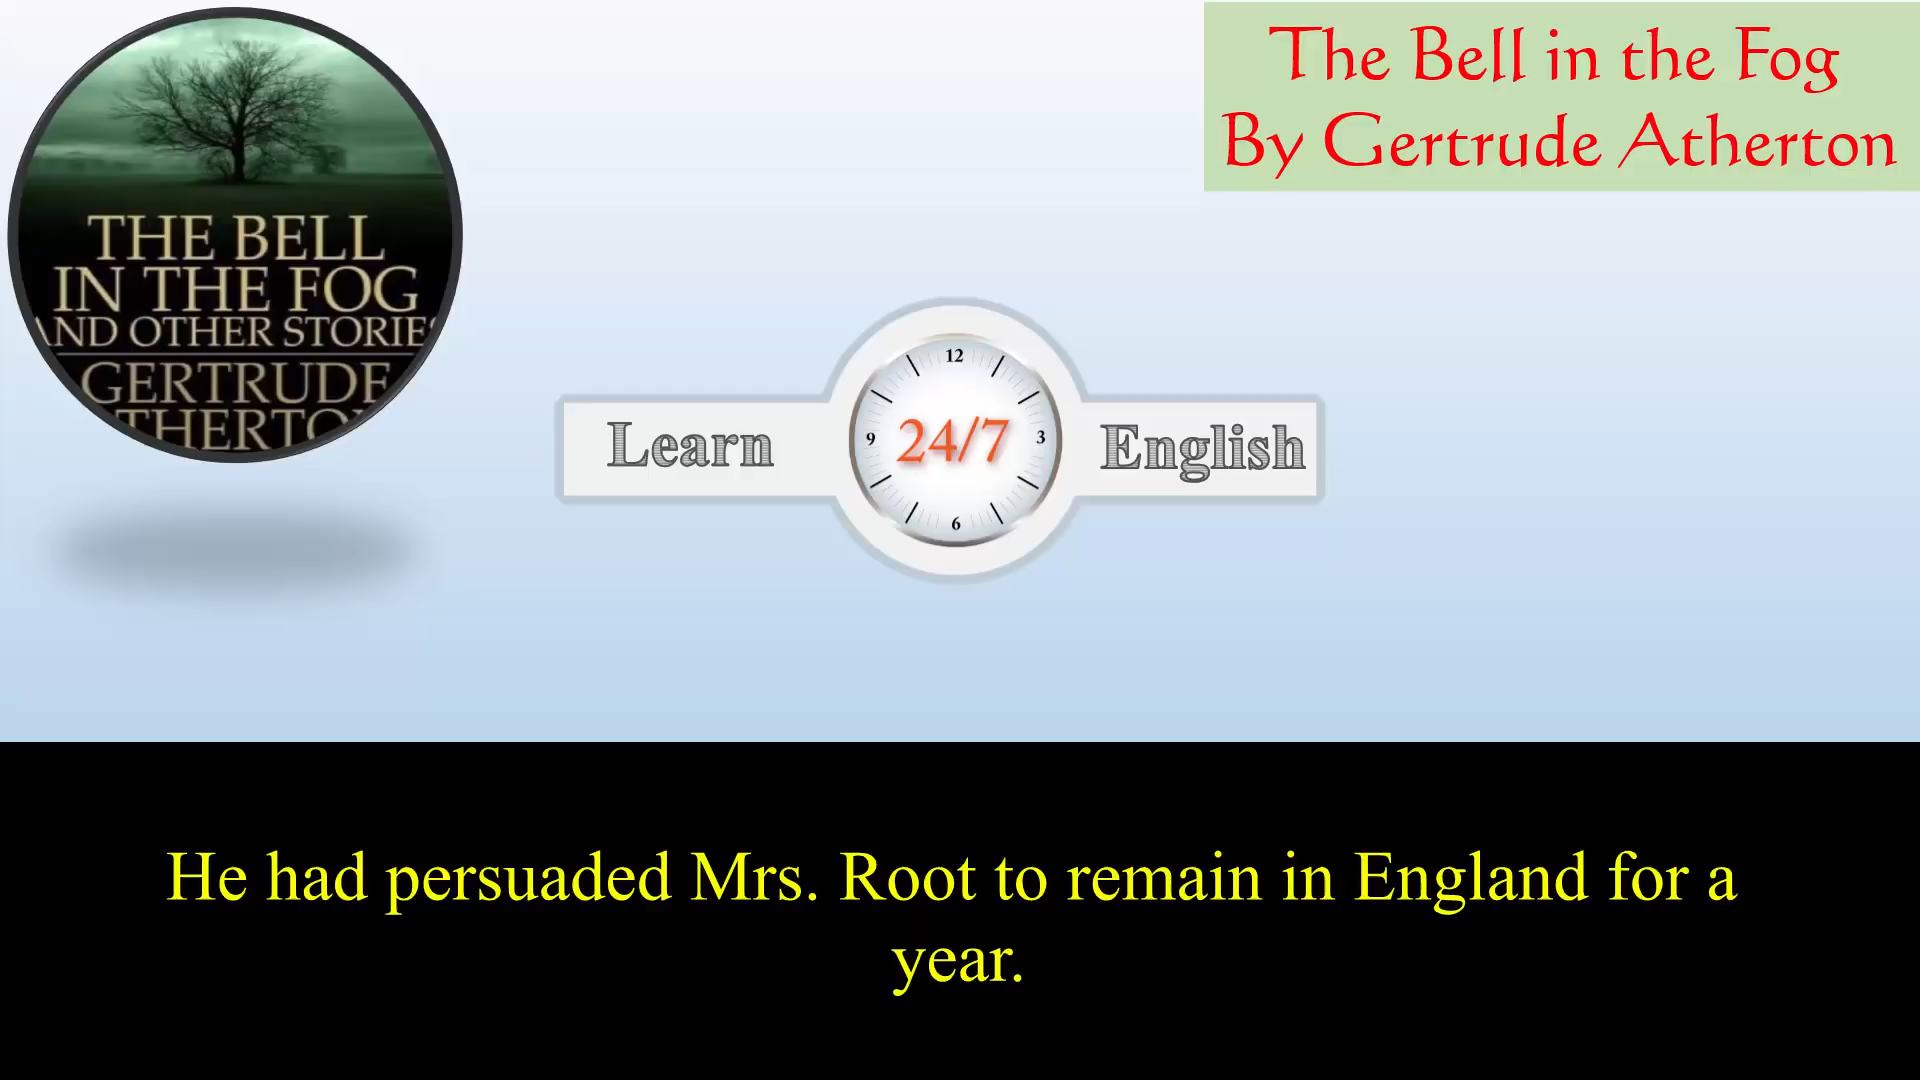 The Bell in the Fog
By Gertrude Atherton
THE BELL
IN THE FOG
AND OTHER STORIES
GERTRUDE
ATHERTON
Learn 24/7 English
12
3
6
9
He had persuaded Mrs. Root to remain in England for a
year.